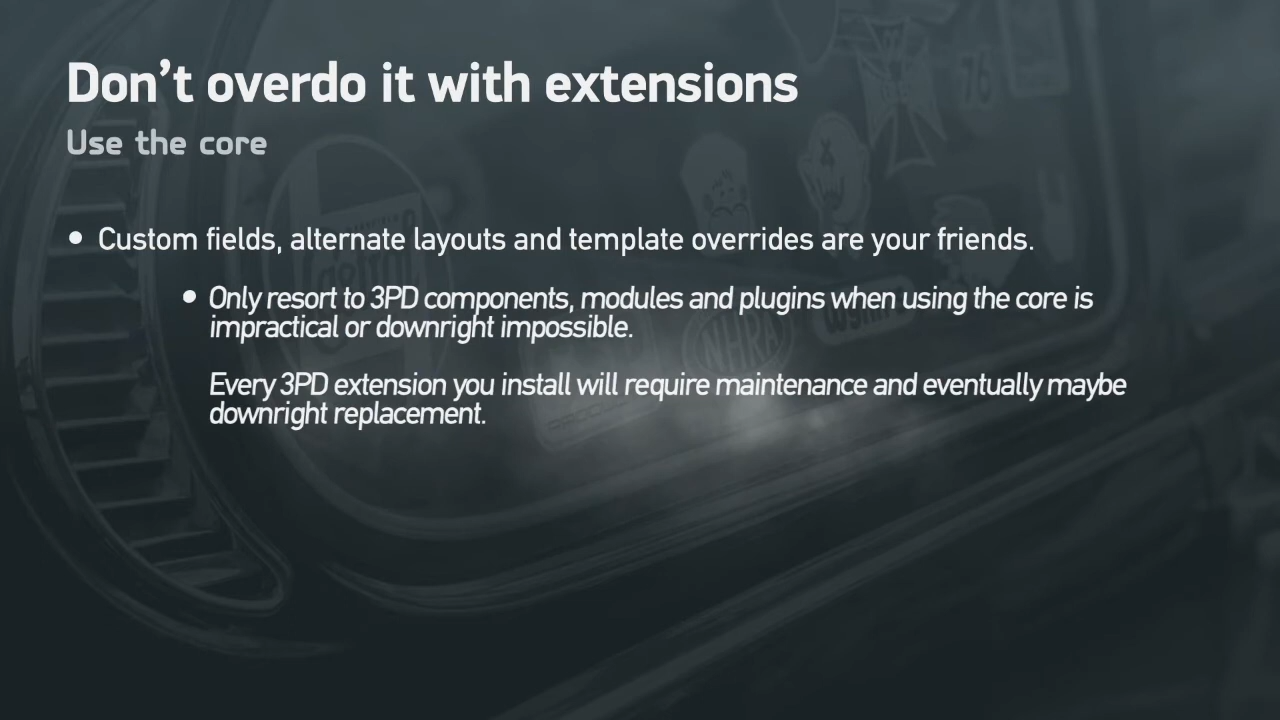 Don’t overdo it with extensions
Use the core
• Custom fields, alternate layouts and template overrides are your friends.
• Only resort to 3PD components, modules and plugins when using the core is
impractical or downright impossible.
Every 3PD extension you install will require maintenance and eventually maybe
downright replacement.
76
NHRA